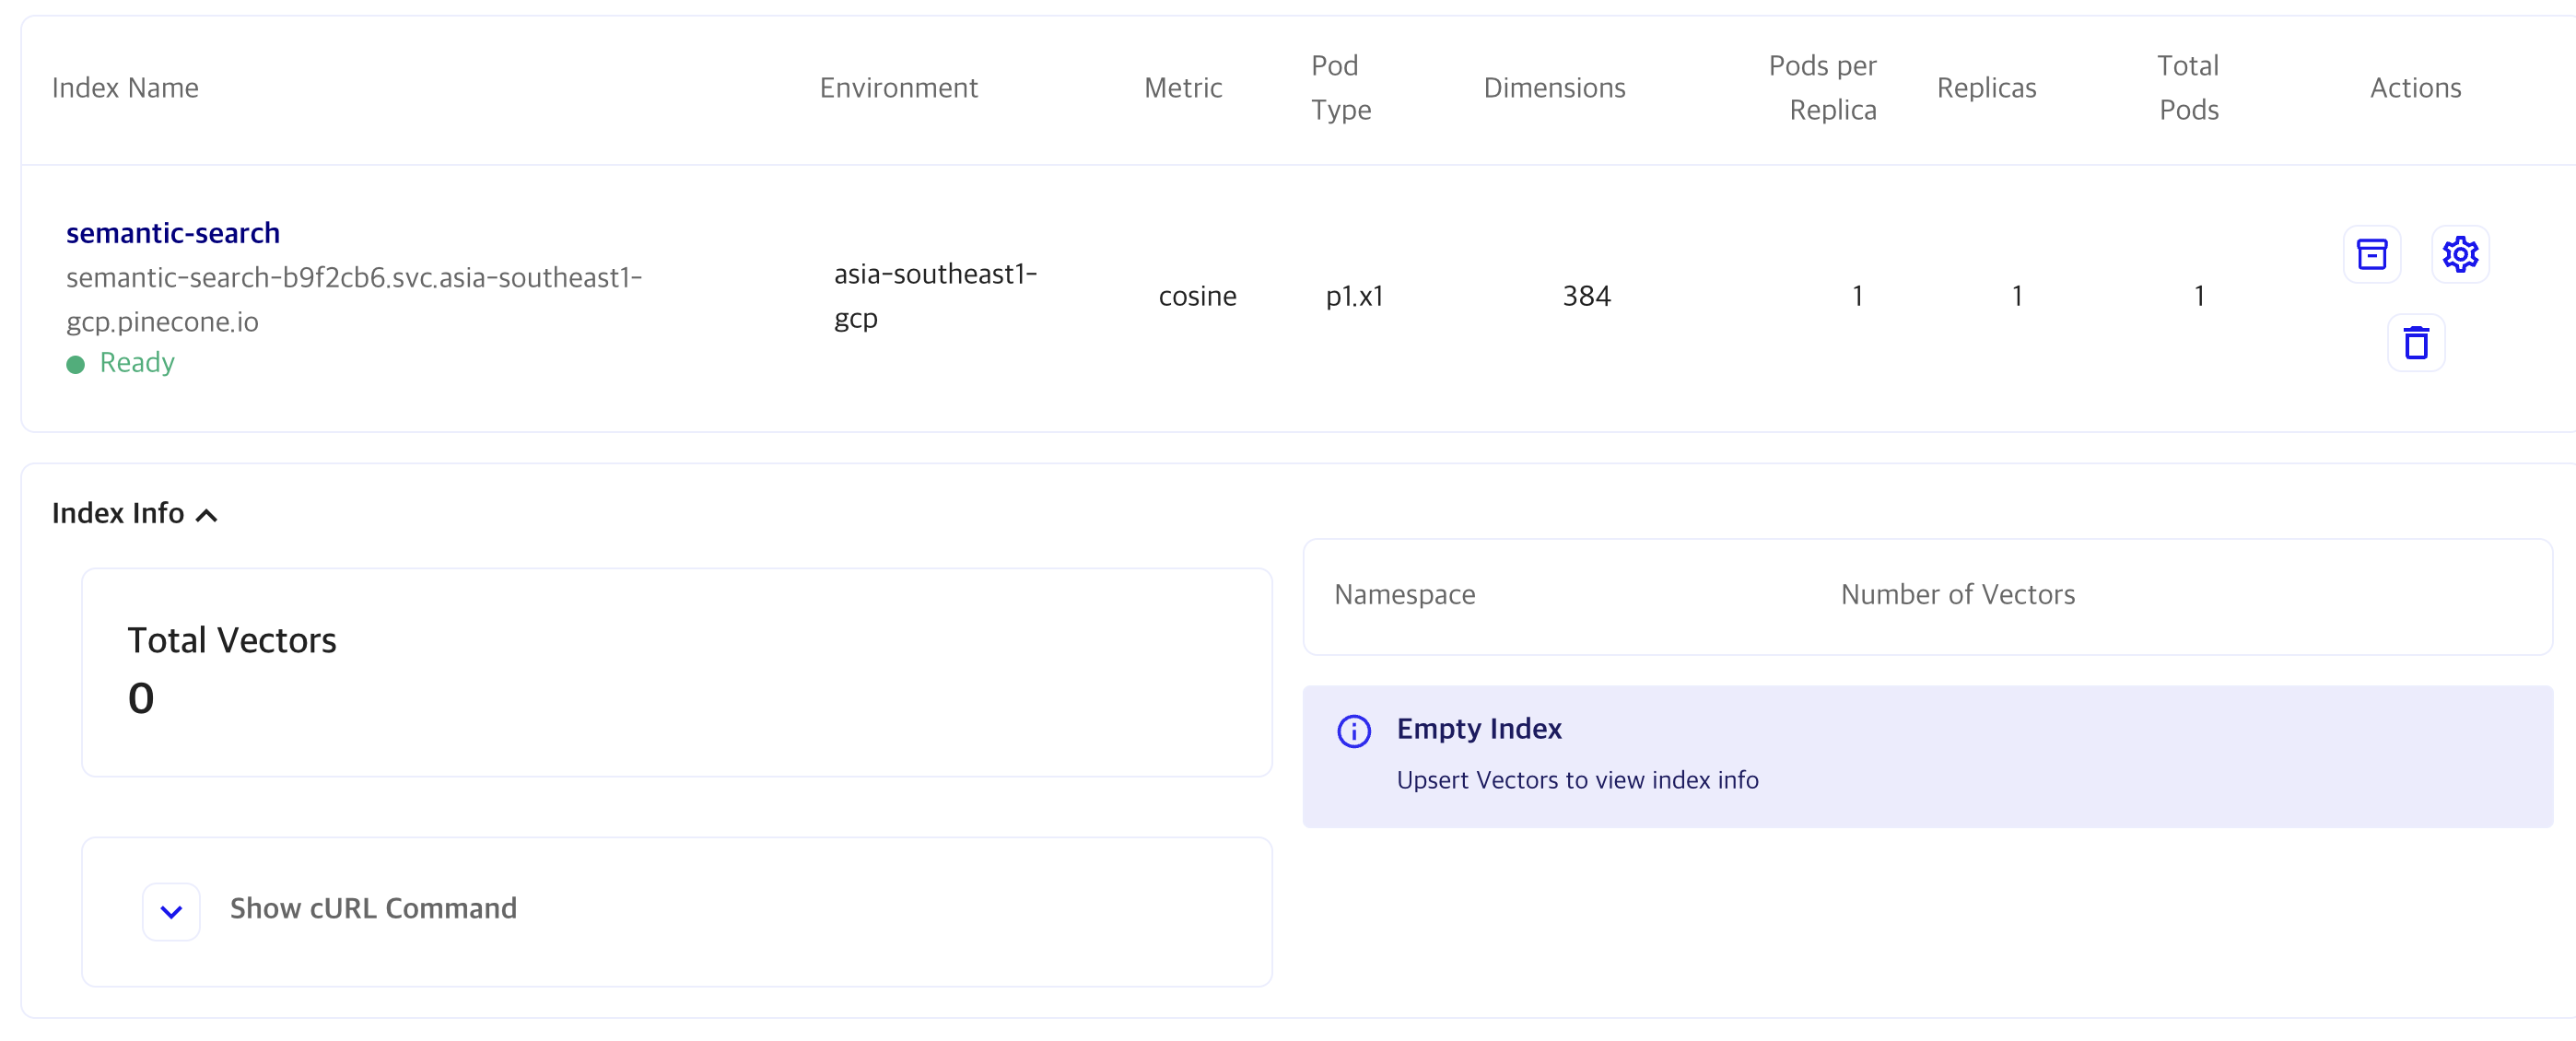 Index Name
Environment
Metric
Pod
Type
Dimensions
Pods per
Replica
Replicas
Total
Pods
Actions
semantic-search
semantic-search-b9f2cb6.svc.asia-southeast1-
gcp.pinecone.io
Ready
asia-southeast1-
gcp
cosine
p1.x1
384
1
1
1
Index Info
Total Vectors
0
Show cURL Command
Namespace
Number of Vectors
Empty Index
Upsert Vectors to view index info